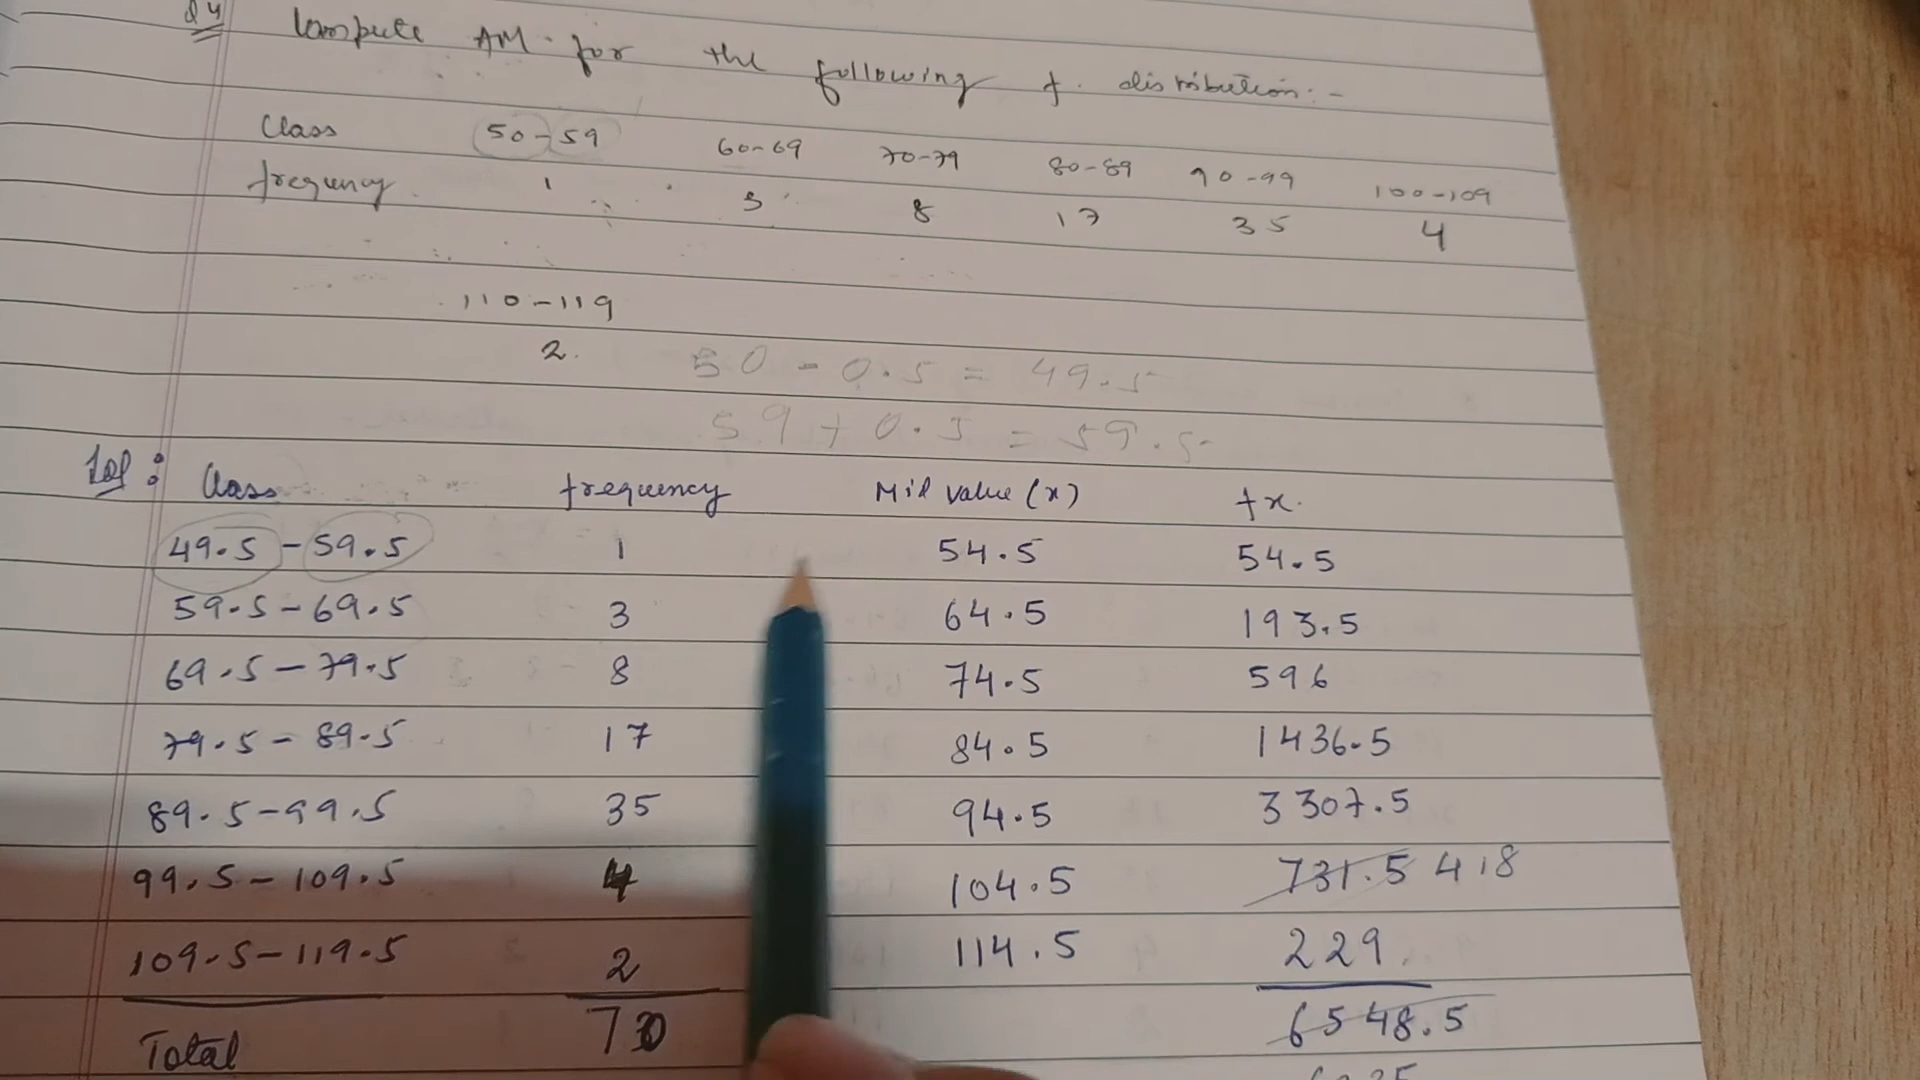 Q4 Compute AM. for the following f. distribution:-
Class 50-59 60-69 70-79 80-89 90-99 100-109
frequency. 1 3 8 17 35 4
110-119
2.
50 - 0.5 = 49.5
59 + 0.5 = 59.5
Sol: Class frequency Mid value (x) fx.
49.5-59.5 1 54.5 54.5
59.5-69.5 3 64.5 193.5
69.5-79.5 8 74.5 596
79.5-89.5 17 84.5 1436.5
89.5-99.5 35 94.5 3307.5
99.5-109.5 4 104.5 731.5 418
109.5-119.5 2 114.5 229
Total 70 6548.5